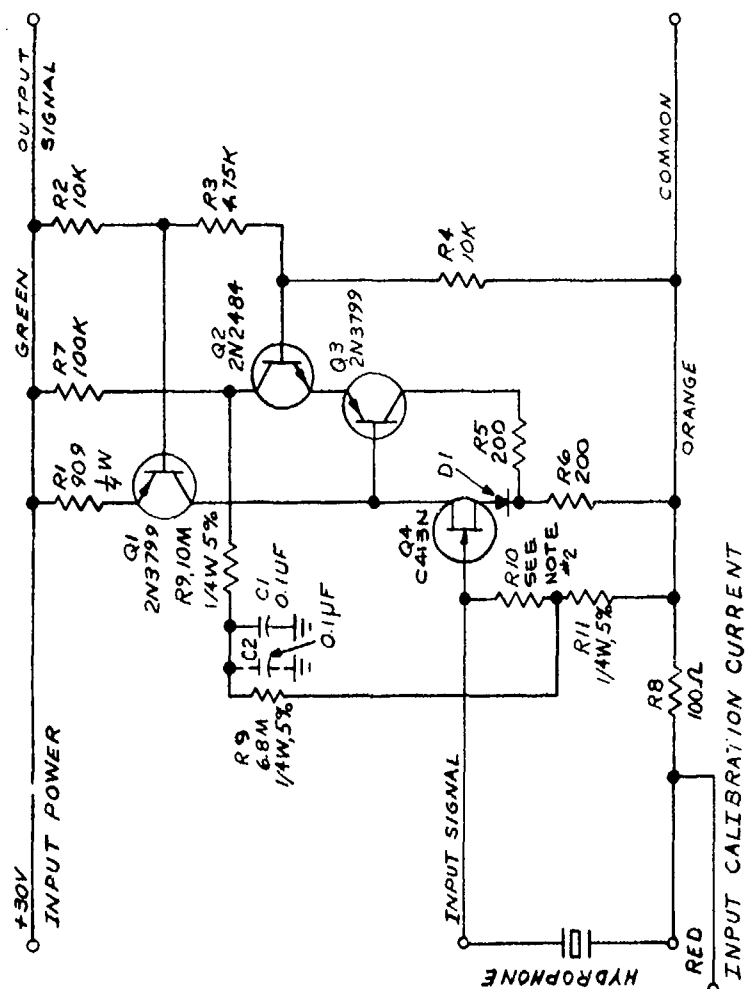 +30V
INPUT POWER
GREEN
OUTPUT
SIGNAL
R1
909
1/4 W
R7
100K
R2
10K
Q1
2N3799
R3
4.75K
Q2
2N2484
Q3
2N3799
R4
10K
R9,10M
1/4W,5%
C1
0.1UF
C2
0.1µF
R9
6.8M
1/4W,5%
Q4
C413N
D1
R5
200
R6
200
R10
SEE
NOTE
#2
R11
1/4W,5%
INPUT SIGNAL
HYDROPHONE
R8
100Ω
ORANGE
COMMON
RED
INPUT CALIBRATION CURRENT